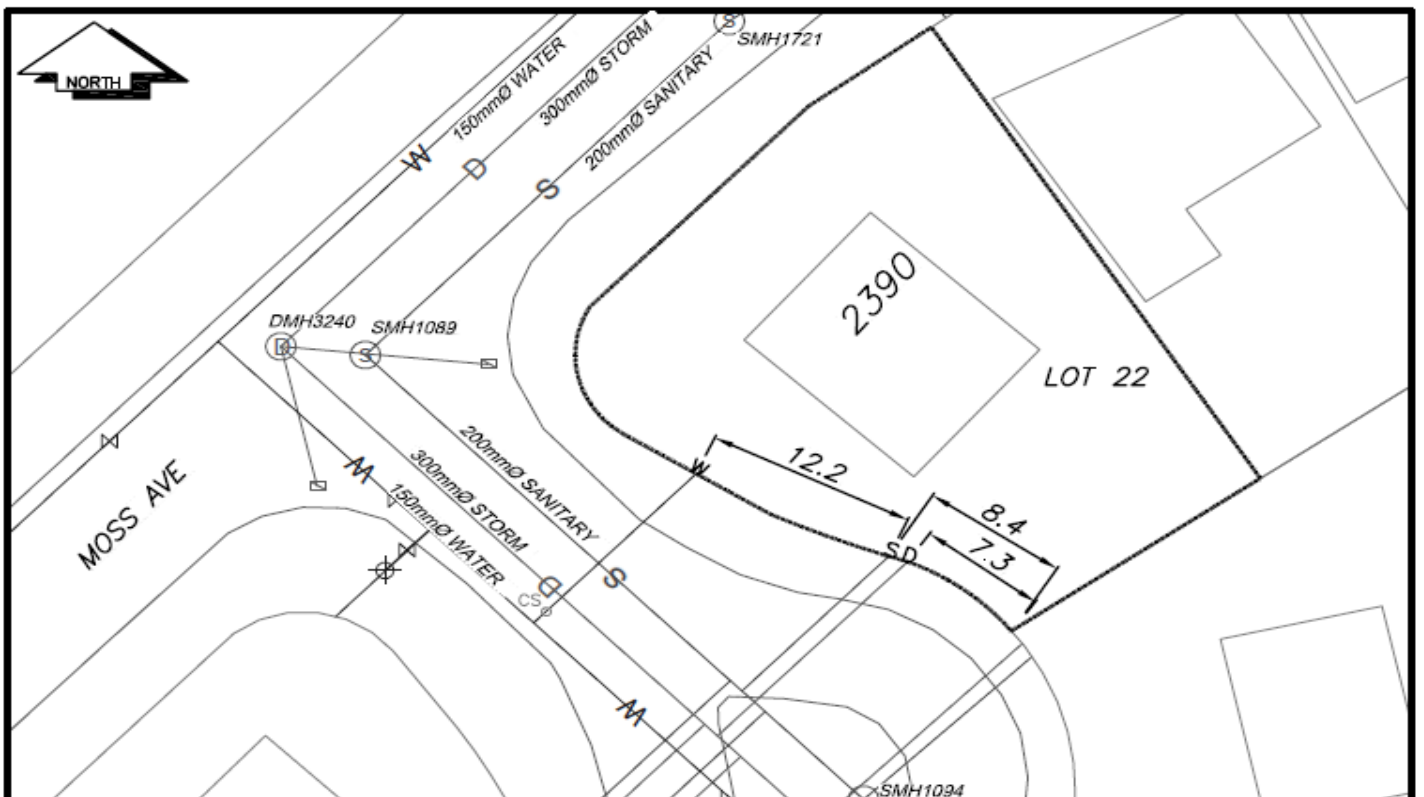 SMH1721
NORTH
150mmØ WATER
300mmØ STORM
200mmØ SANITARY
W
D
S
S
2390
DMH3240
SMH1089
D
S
LOT 22
MOSS AVE
W
200mmØ SANITARY
300mmØ STORM
150mmØ WATER
W
12.2
8.4
7.3
S D
D
S
CS
W
SMH1094